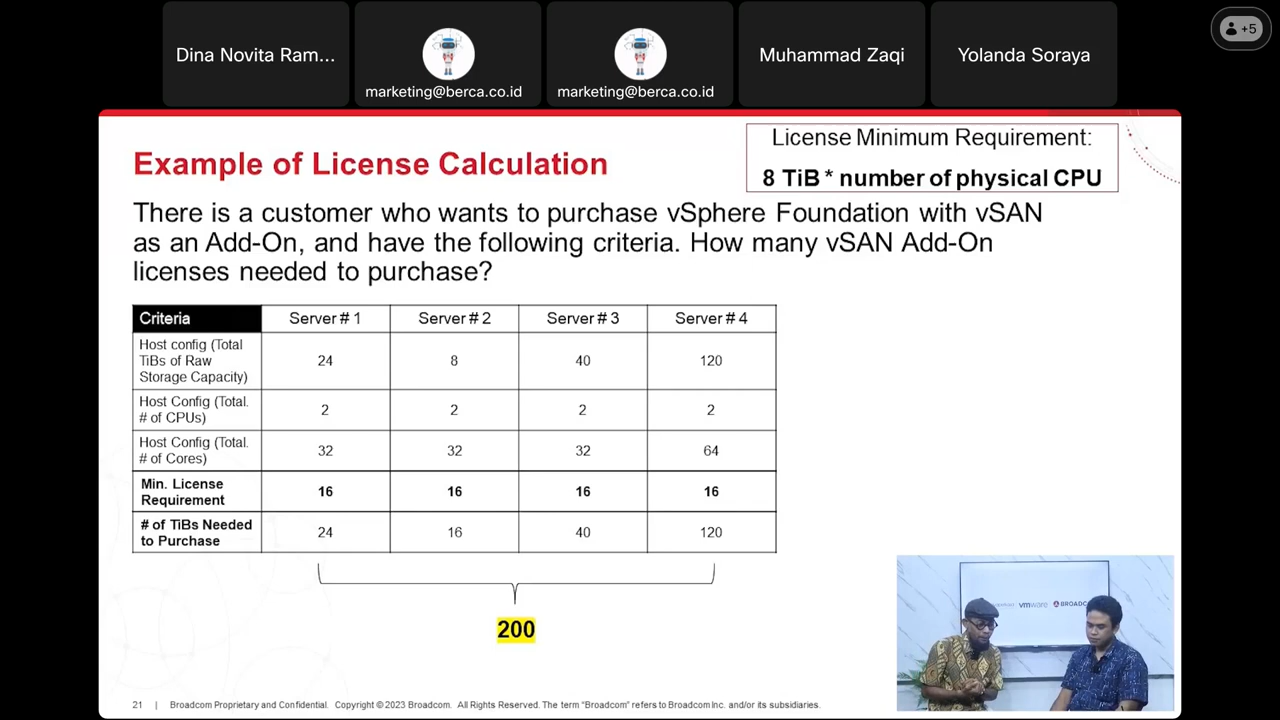 Dina Novita Ram...
marketing@berca.co.id
marketing@berca.co.id
Muhammad Zaqi
Yolanda Soraya
+5
License Minimum Requirement:
8 TiB * number of physical CPU
Example of License Calculation
There is a customer who wants to purchase vSphere Foundation with vSAN
as an Add-On, and have the following criteria. How many vSAN Add-On
licenses needed to purchase?
Criteria Server # 1 Server # 2 Server # 3 Server # 4
Host config (Total
TiBs of Raw
Storage Capacity)
24 8 40 120
Host Config (Total.
# of CPUs)
2 2 2 2
Host Config (Total.
# of Cores)
32 32 32 64
Min. License
Requirement
16 16 16 16
# of TiBs Needed
to Purchase
24 16 40 120
200
vmware BROADCOM
21 | Broadcom Proprietary and Confidential. Copyright © 2023 Broadcom. All Rights Reserved. The term “Broadcom” refers to Broadcom Inc. and/or its subsidiaries.